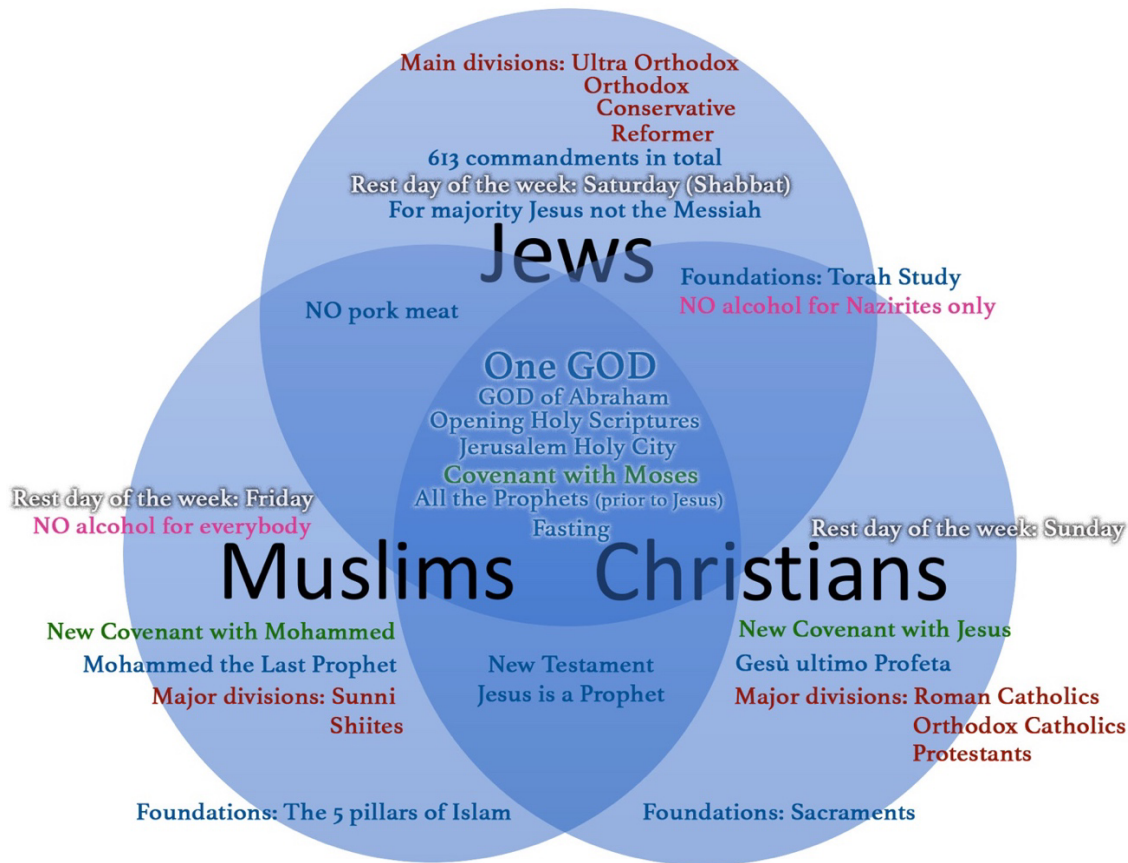 Main divisions: Ultra Orthodox
Orthodox
Conservative
Reformer
613 commandments in total
Rest day of the week: Saturday (Shabbat)
For majority Jesus not the Messiah
Jews
Foundations: Torah Study
NO alcohol for Nazirites only
NO pork meat
One GOD
GOD of Abraham
Opening Holy Scriptures
Jerusalem Holy City
Covenant with Moses
All the Prophets (prior to Jesus)
Fasting
Rest day of the week: Friday
NO alcohol for everybody
Muslims
New Covenant with Mohammed
Mohammed the Last Prophet
Major divisions: Sunni
Shiites
Foundations: The 5 pillars of Islam
New Testament
Jesus is a Prophet
Rest day of the week: Sunday
Christians
New Covenant with Jesus
Gesù ultimo Profeta
Major divisions: Roman Catholics
Orthodox Catholics
Protestants
Foundations: Sacraments